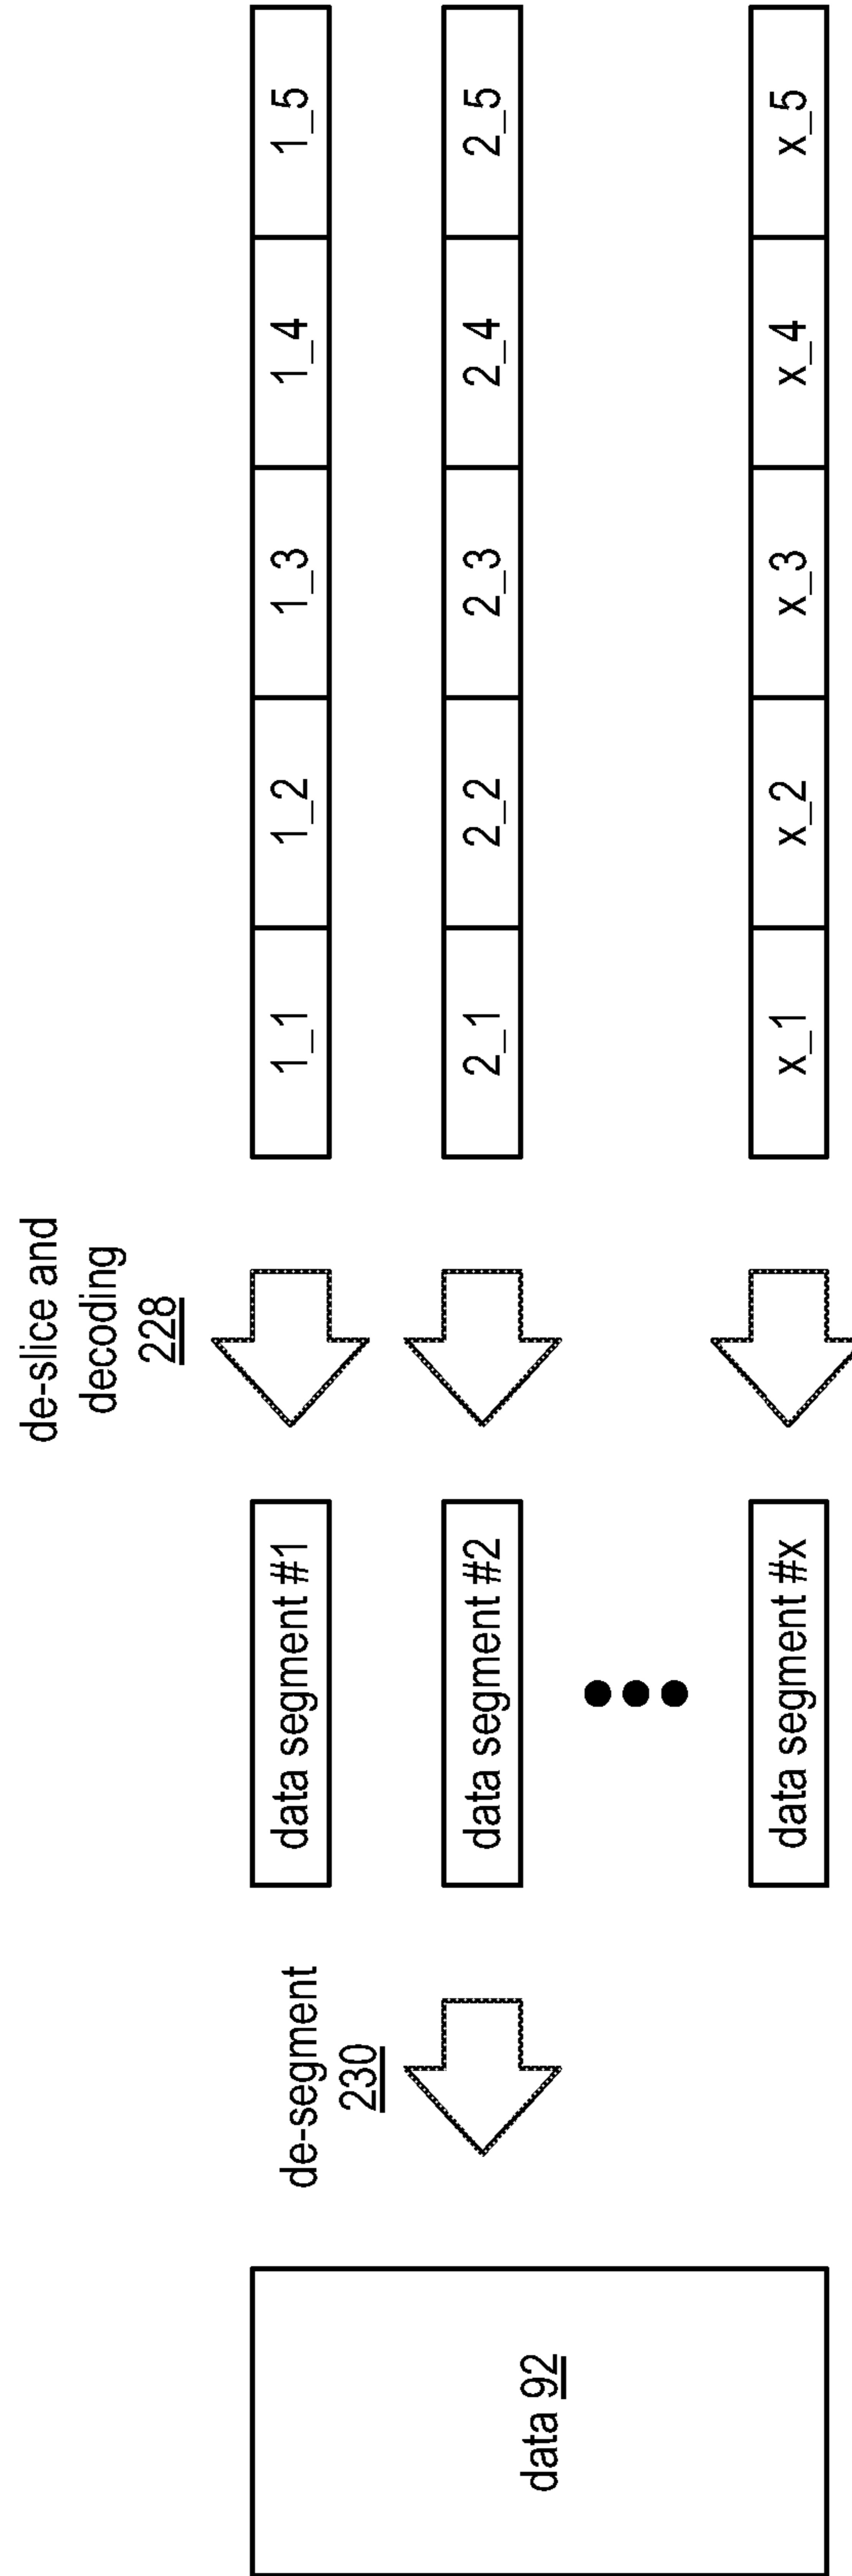 de-slice and
decoding
228
de-segment
230
data segment #1
1_1
1_2
1_3
1_4
1_5
data 92
data segment #2
2_1
2_2
2_3
2_4
2_5
data segment #x
x_1
x_2
x_3
x_4
x_5